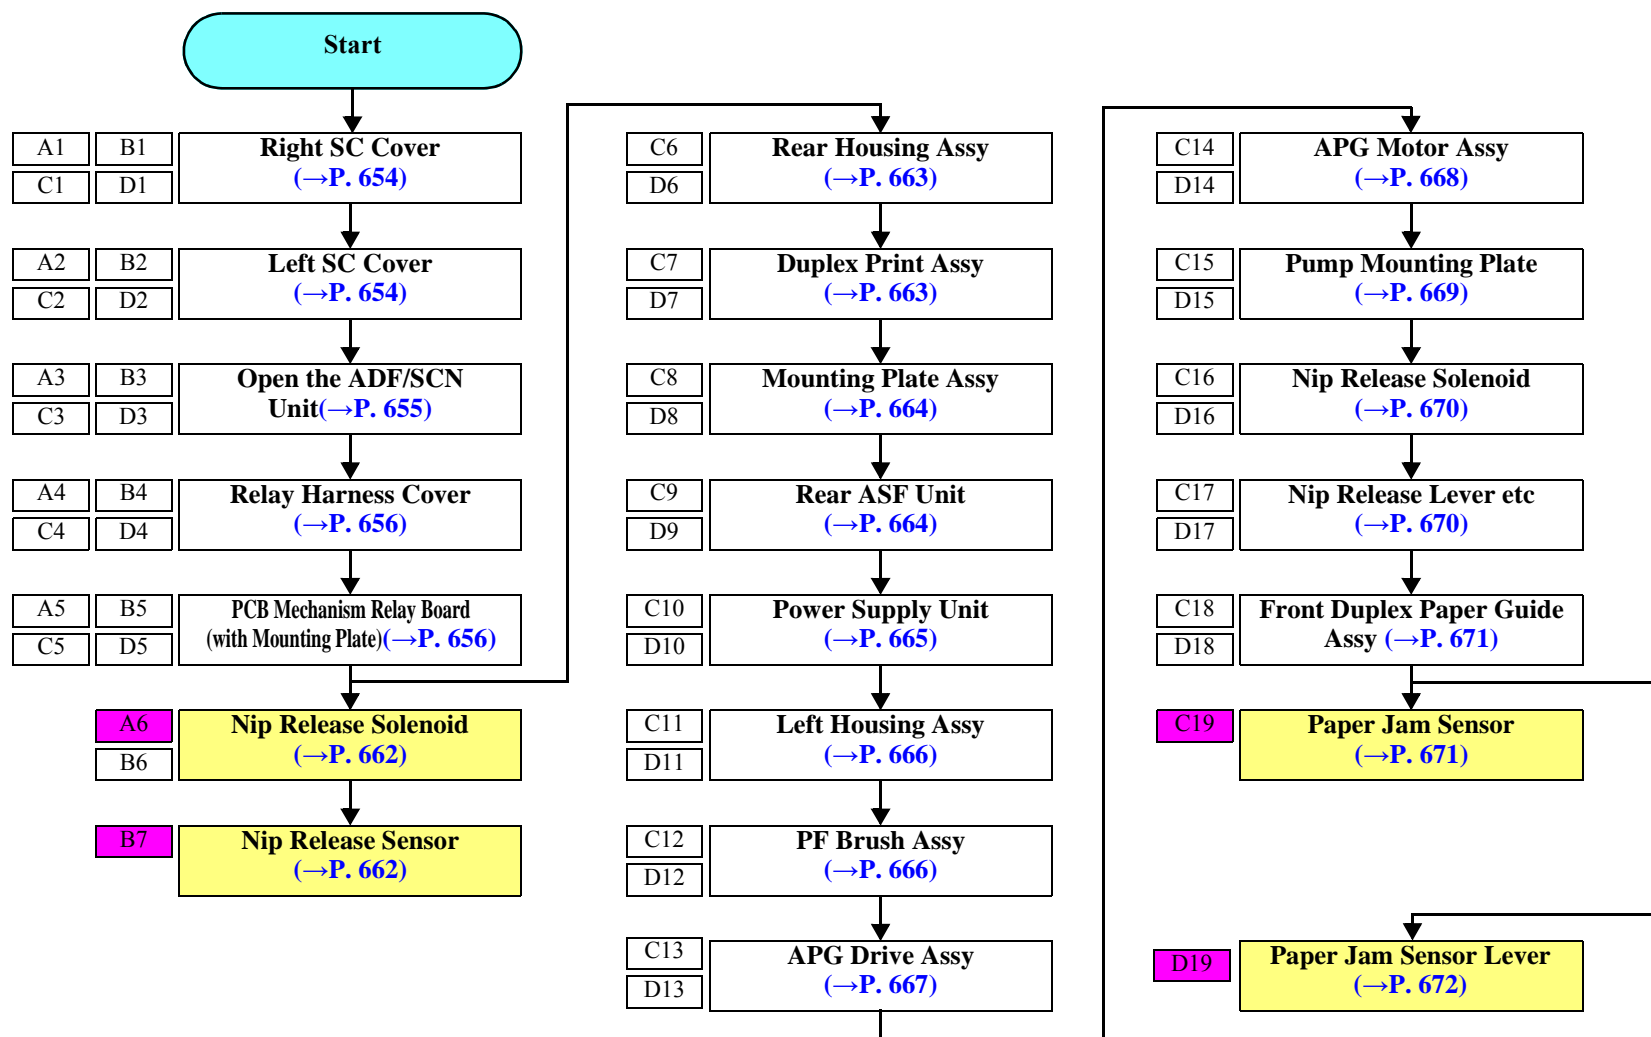 Start
A1 B1
C1 D1
Right SC Cover
(→P. 654)
A2 B2
C2 D2
Left SC Cover
(→P. 654)
A3 B3
C3 D3
Open the ADF/SCN
Unit(→P. 655)
A4 B4
C4 D4
Relay Harness Cover
(→P. 656)
A5 B5
C5 D5
PCB Mechanism Relay Board
(with Mounting Plate)(→P. 656)
A6
B6
Nip Release Solenoid
(→P. 662)
B7
Nip Release Sensor
(→P. 662)
C6
D6
Rear Housing Assy
(→P. 663)
C7
D7
Duplex Print Assy
(→P. 663)
C8
D8
Mounting Plate Assy
(→P. 664)
C9
D9
Rear ASF Unit
(→P. 664)
C10
D10
Power Supply Unit
(→P. 665)
C11
D11
Left Housing Assy
(→P. 666)
C12
D12
PF Brush Assy
(→P. 666)
C13
D13
APG Drive Assy
(→P. 667)
C14
D14
APG Motor Assy
(→P. 668)
C15
D15
Pump Mounting Plate
(→P. 669)
C16
D16
Nip Release Solenoid
(→P. 670)
C17
D17
Nip Release Lever etc
(→P. 670)
C18
D18
Front Duplex Paper Guide
Assy (→P. 671)
C19
Paper Jam Sensor
(→P. 671)
D19
Paper Jam Sensor Lever
(→P. 672)